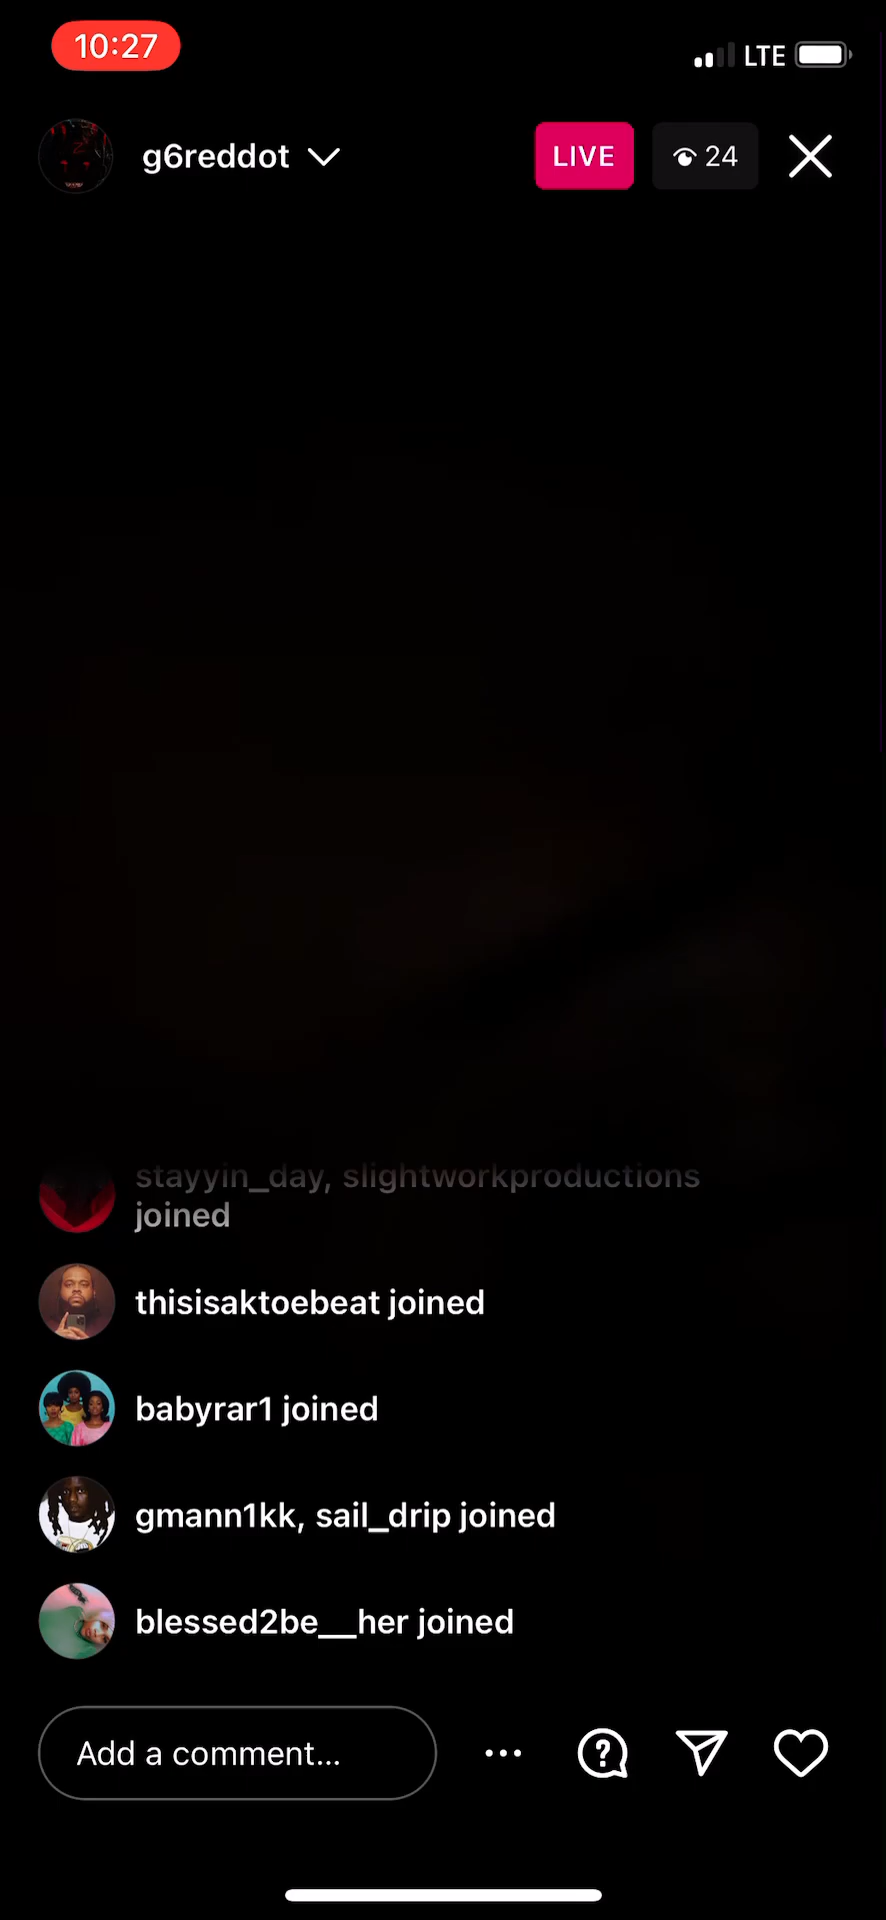 10:27
LTE
g6reddot
LIVE
24
stayyin_day, slightworkproductions
joined
thisisaktoebeat joined
babyrar1 joined
gmann1kk, sail_drip joined
blessed2be__her joined
Add a comment...